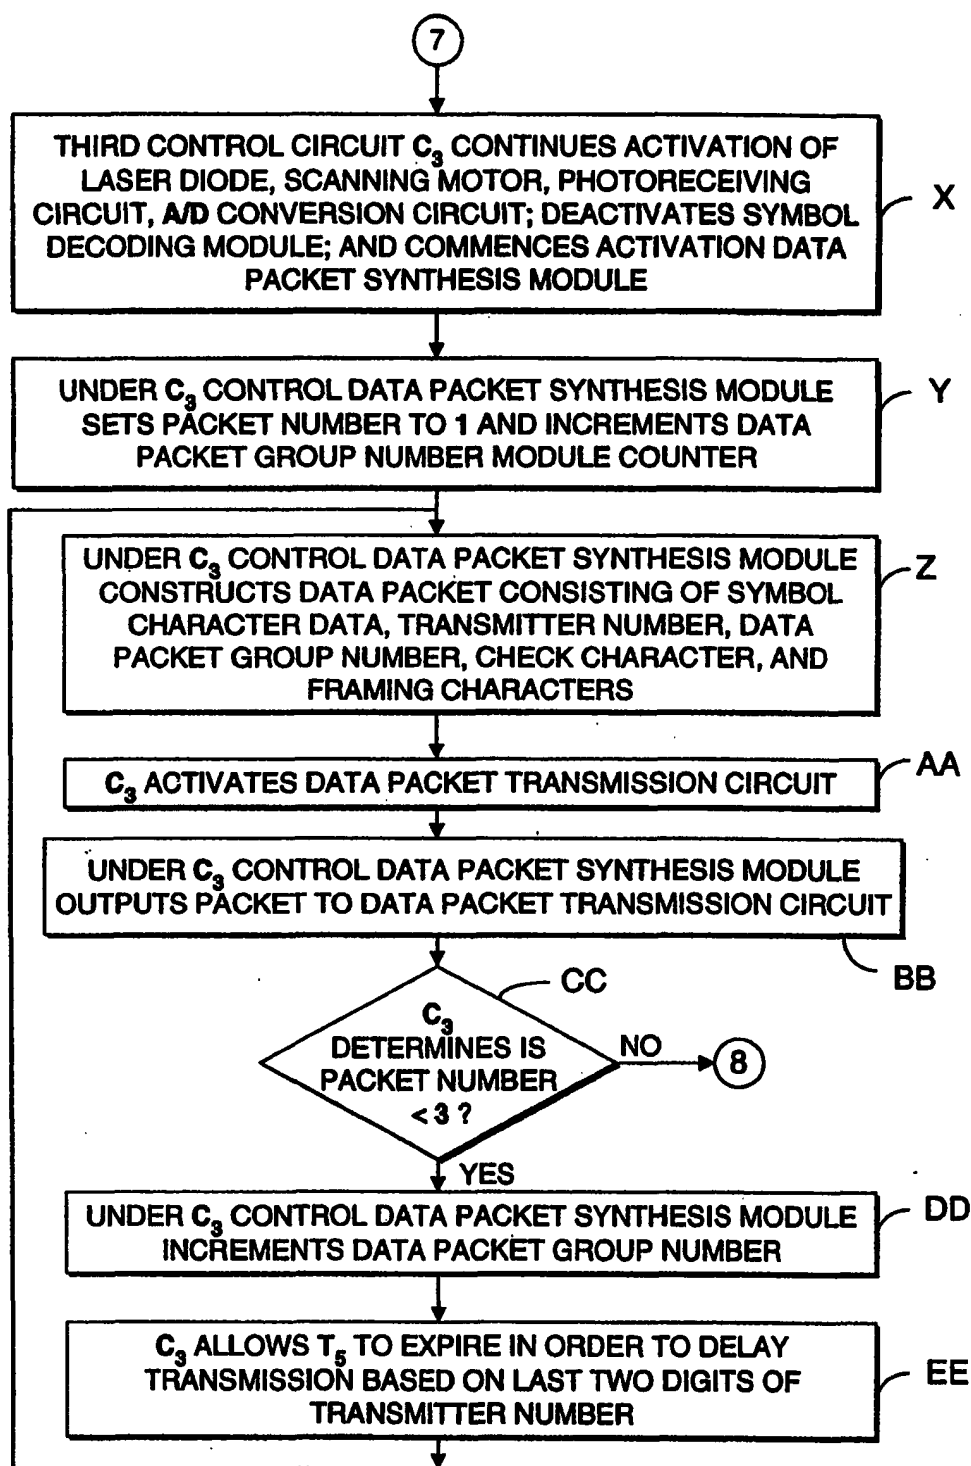 7
THIRD CONTROL CIRCUIT C3 CONTINUES ACTIVATION OF
LASER DIODE, SCANNING MOTOR, PHOTORECEIVING
CIRCUIT, A/D CONVERSION CIRCUIT; DEACTIVATES SYMBOL
DECODING MODULE; AND COMMENCES ACTIVATION DATA
PACKET SYNTHESIS MODULE
X
UNDER C3 CONTROL DATA PACKET SYNTHESIS MODULE
SETS PACKET NUMBER TO 1 AND INCREMENTS DATA
PACKET GROUP NUMBER MODULE COUNTER
Y
UNDER C3 CONTROL DATA PACKET SYNTHESIS MODULE
CONSTRUCTS DATA PACKET CONSISTING OF SYMBOL
CHARACTER DATA, TRANSMITTER NUMBER, DATA
PACKET GROUP NUMBER, CHECK CHARACTER, AND
FRAMING CHARACTERS
Z
C3 ACTIVATES DATA PACKET TRANSMISSION CIRCUIT
AA
UNDER C3 CONTROL DATA PACKET SYNTHESIS MODULE
OUTPUTS PACKET TO DATA PACKET TRANSMISSION CIRCUIT
BB
CC
C3
DETERMINES IS
PACKET NUMBER
< 3 ?
NO
8
YES
UNDER C3 CONTROL DATA PACKET SYNTHESIS MODULE
INCREMENTS DATA PACKET GROUP NUMBER
DD
C3 ALLOWS T5 TO EXPIRE IN ORDER TO DELAY
TRANSMISSION BASED ON LAST TWO DIGITS OF
TRANSMITTER NUMBER
EE